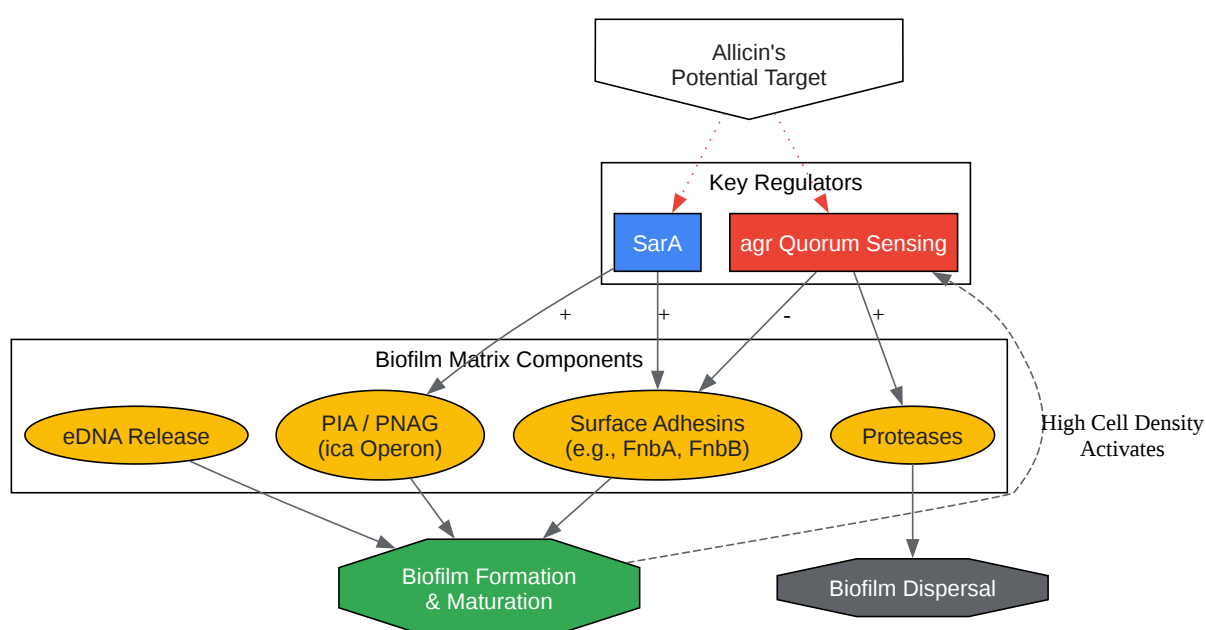 Allicin's
Potential Target
Key Regulators
SarA
agr Quorum Sensing
+
+
-
+
Biofilm Matrix Components
eDNA Release
PIA / PNAG
(ica Operon)
Surface Adhesins
(e.g., FnbA, FnbB)
Proteases
High Cell Density
Activates
Biofilm Formation
& Maturation
Biofilm Dispersal